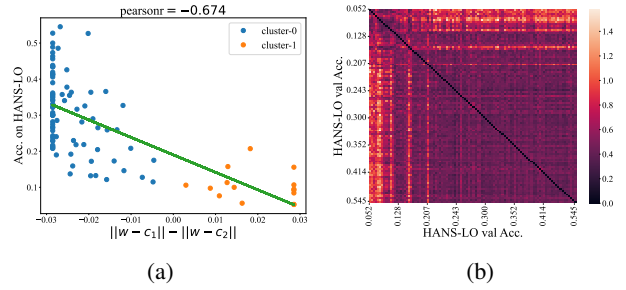 pearsonr = −0.674
cluster-0
cluster-1
Acc. on HANS-LO
0.5
0.4
0.3
0.2
0.1
−0.03 −0.02 −0.01 0.00 0.01 0.02 0.03
||w − c₁|| − ||w − c₂||
(a)
HANS-LO val Acc.
0.052
0.128
0.207
0.243
0.300
0.352
0.414
0.545
0.052 0.128 0.207 0.243 0.300 0.352 0.414 0.545
HANS-LO val Acc.
1.4
1.2
1.0
0.8
0.6
0.4
0.2
0.0
(b)